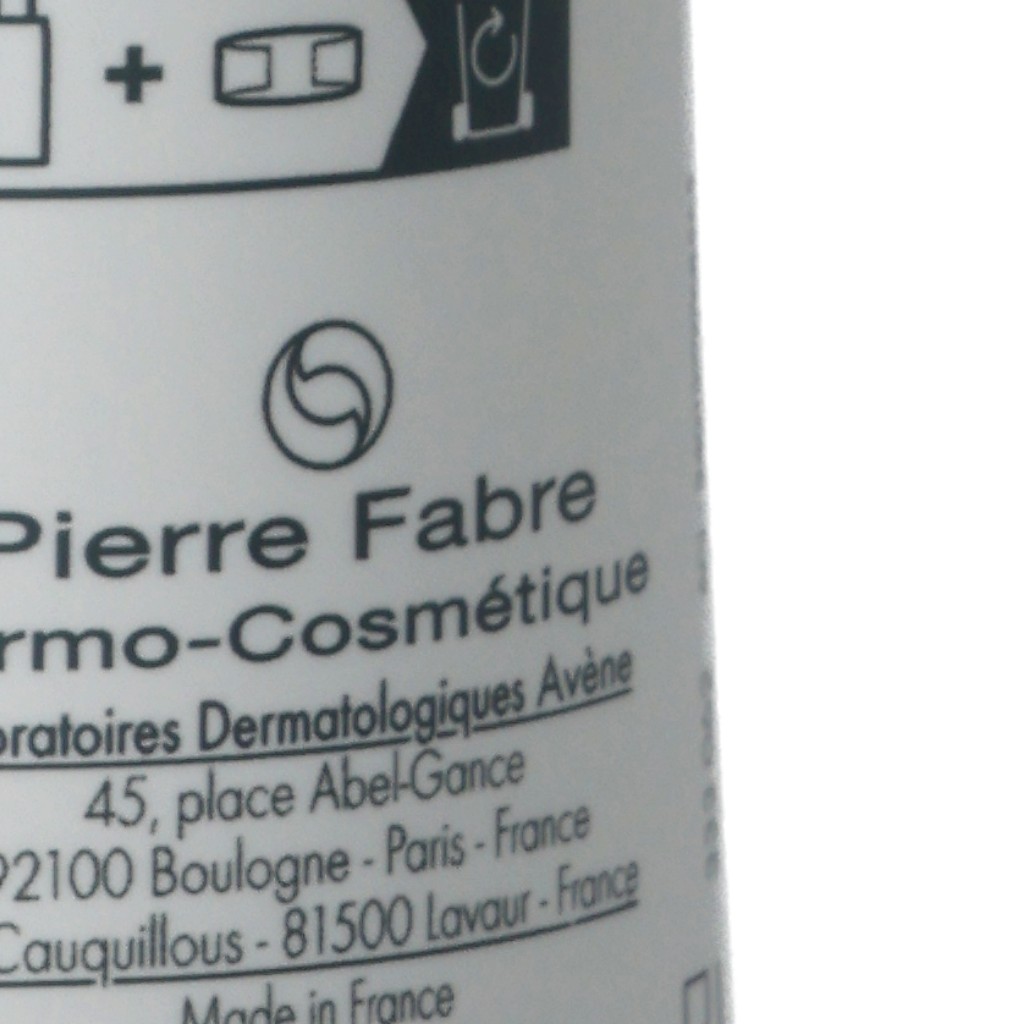 Pierre Fabre
rmo-Cosmétique
oratoires Dermatologiques Avène
45, place Abel-Gance
92100 Boulogne - Paris - France
Cauquillous - 81500 Lavaur - France
Made in France